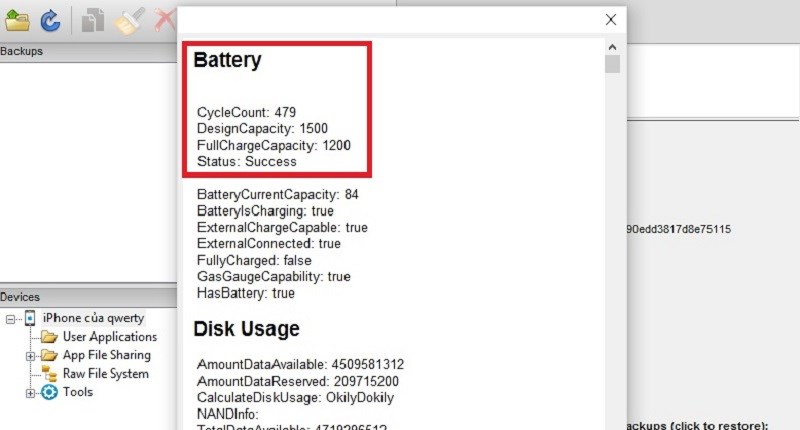 Backups
Battery
CycleCount: 479
DesignCapacity: 1500
FullChargeCapacity: 1200
Status: Success
BatteryCurrentCapacity: 84
BatteryIsCharging: true
ExternalChargeCapable: true
ExternalConnected: true
FullyCharged: false
GasGaugeCapability: true
HasBattery: true
90edd3817d8e75115
Devices
iPhone của qwerty
User Applications
App File Sharing
Raw File System
Tools
Disk Usage
AmountDataAvailable: 4509581312
AmountDataReserved: 209715200
CalculateDiskUsage: OkilyDokily
NANDInfo:
TotalDataAvailable: 4719296512
ackups (click to restore):